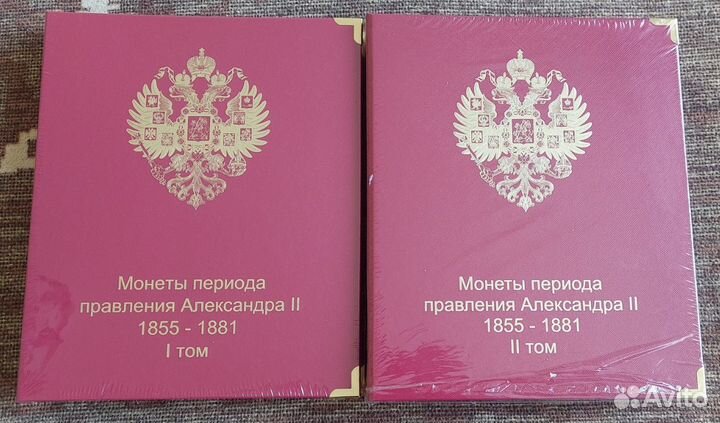 Монеты периода
правления Александра II
1855 - 1881
I том
Монеты периода
правления Александра II
1855 - 1881
II том
Avito